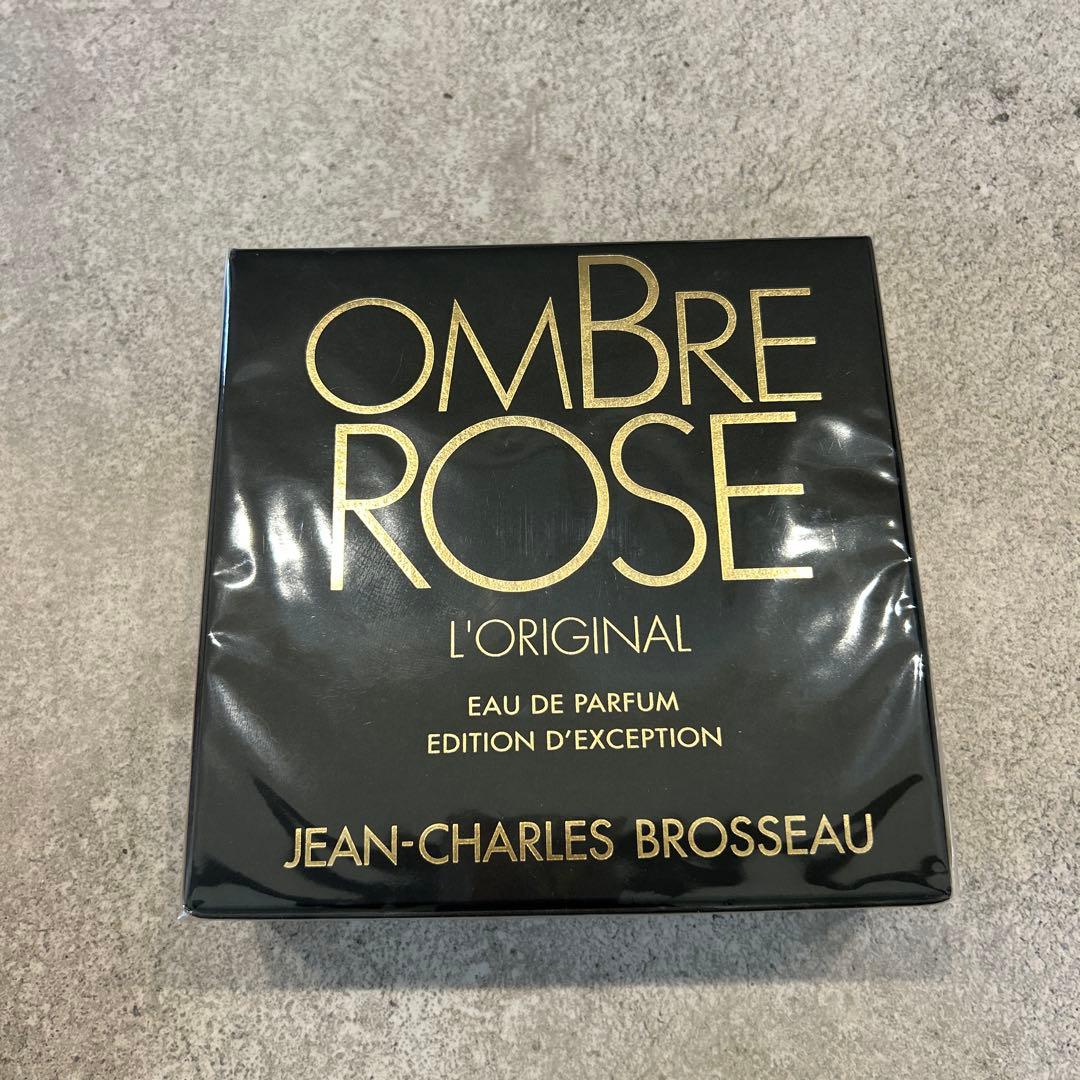 OMBRE
ROSE
L'ORIGINAL
EAU DE PARFUM
EDITION D'EXCEPTION
JEAN-CHARLES BROSSEAU